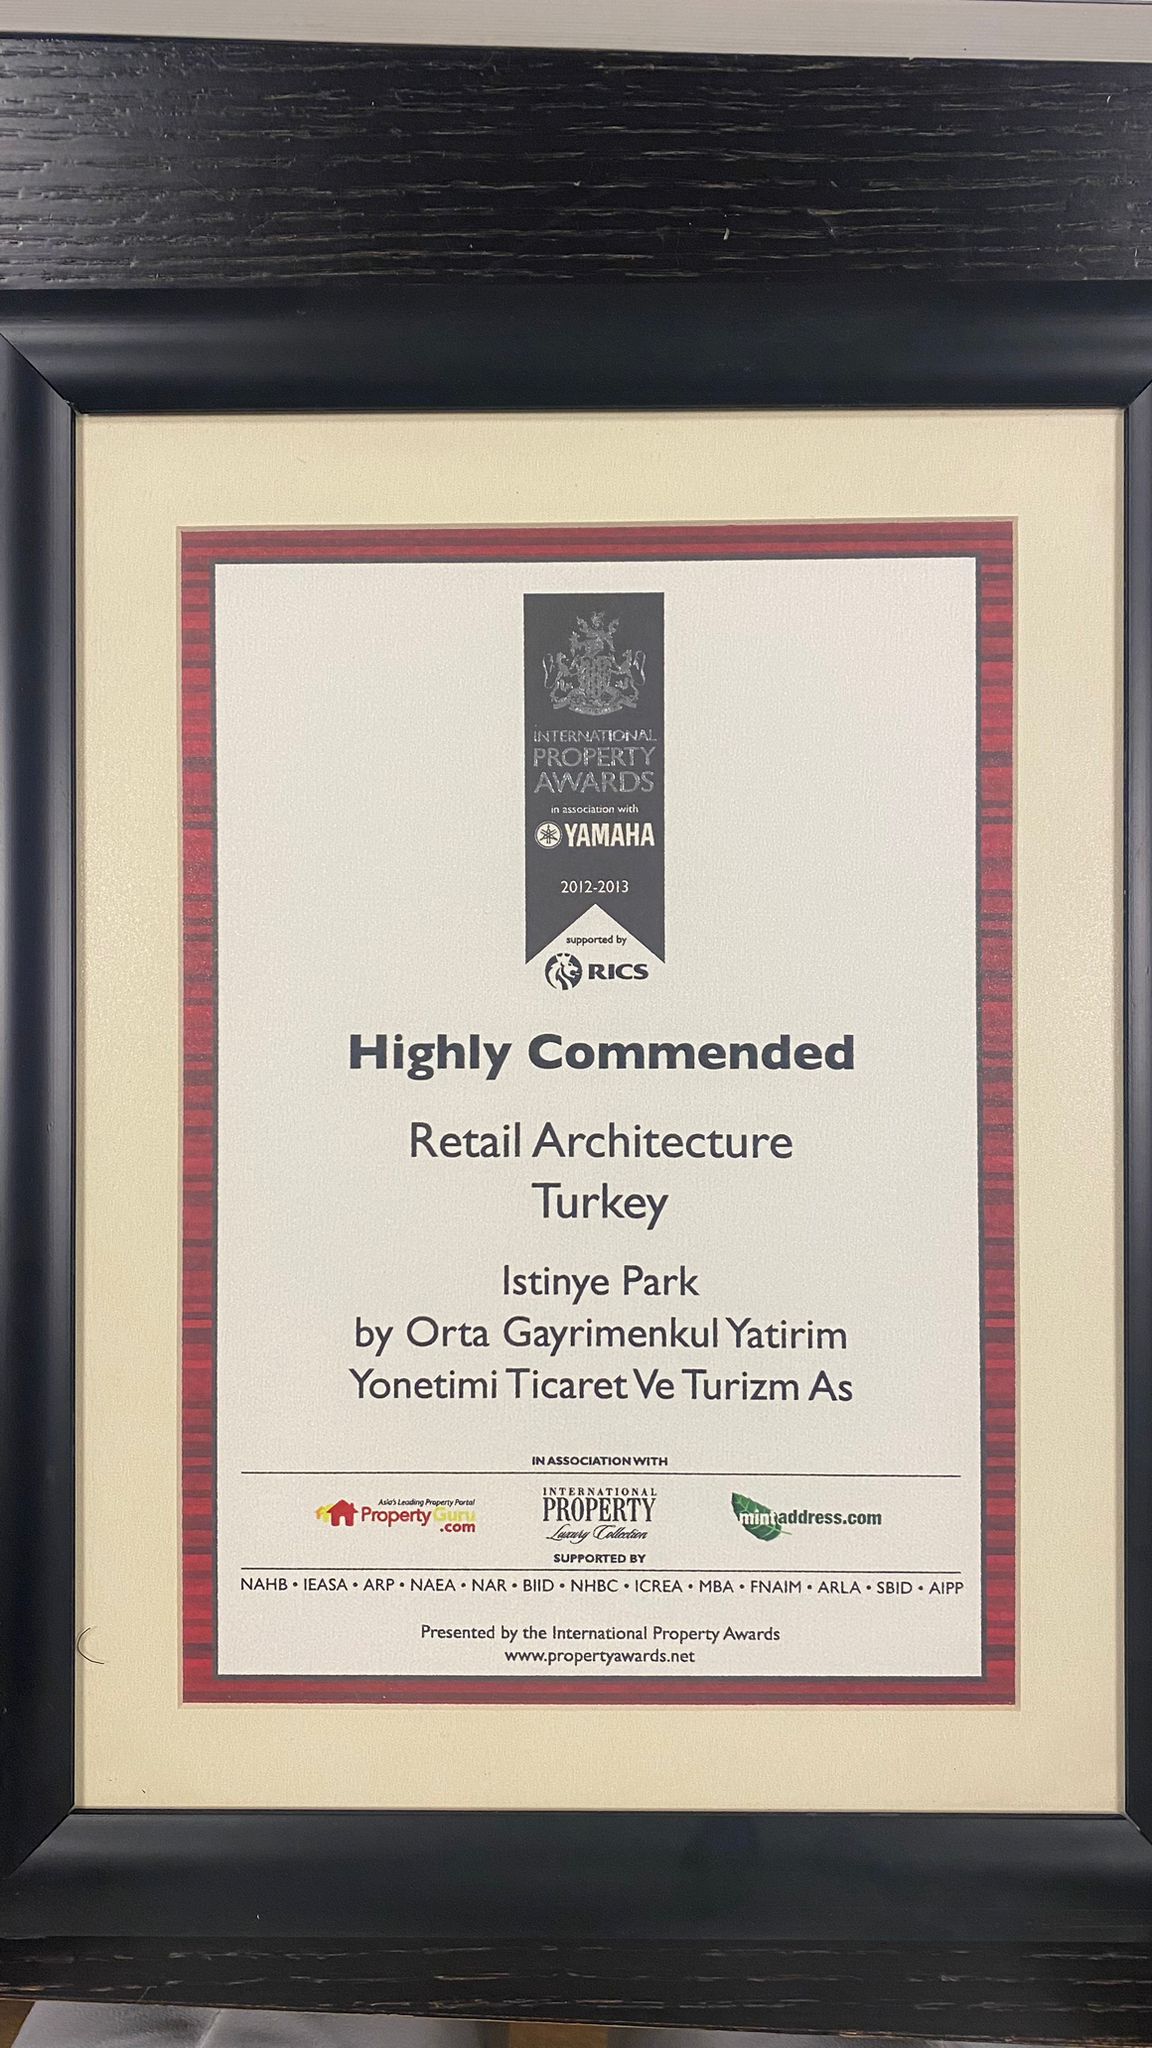 INTERNATIONAL
PROPERTY
AWARDS
in association with
YAMAHA
2012-2013
supported by
RICS
Highly Commended
Retail Architecture
Turkey
Istinye Park
by Orta Gayrimenkul Yatirim
Yonetimi Ticaret Ve Turizm As
IN ASSOCIATION WITH
Asia's Leading Property Portal
PropertyGuru
.com
INTERNATIONAL
PROPERTY
Luxury Collection
mintaddress.com
SUPPORTED BY
NAHB • IEASA • ARP • NAEA • NAR • BIID • NHBC • ICREA • MBA • FNAIM • ARLA • SBID • AIPP
Presented by the International Property Awards
www.propertyawards.net